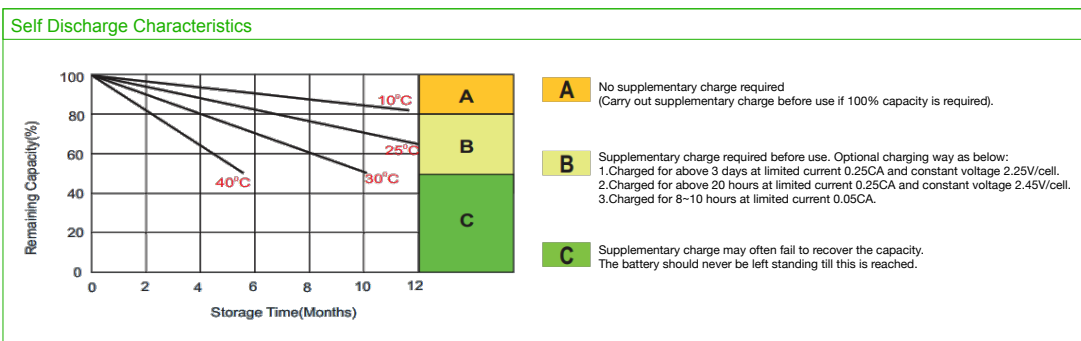 Self Discharge Characteristics
Remaining Capacity(%)
100
80
60
40
20
0
0 2 4 6 8 10 12
Storage Time(Months)
10°C
25°C
30°C
40°C
A
B
C
A No supplementary charge required
(Carry out supplementary charge before use if 100% capacity is required).
B Supplementary charge required before use. Optional charging way as below:
1.Charged for above 3 days at limited current 0.25CA and constant voltage 2.25V/cell.
2.Charged for above 20 hours at limited current 0.25CA and constant voltage 2.45V/cell.
3.Charged for 8~10 hours at limited current 0.05CA.
C Supplementary charge may often fail to recover the capacity.
The battery should never be left standing till this is reached.